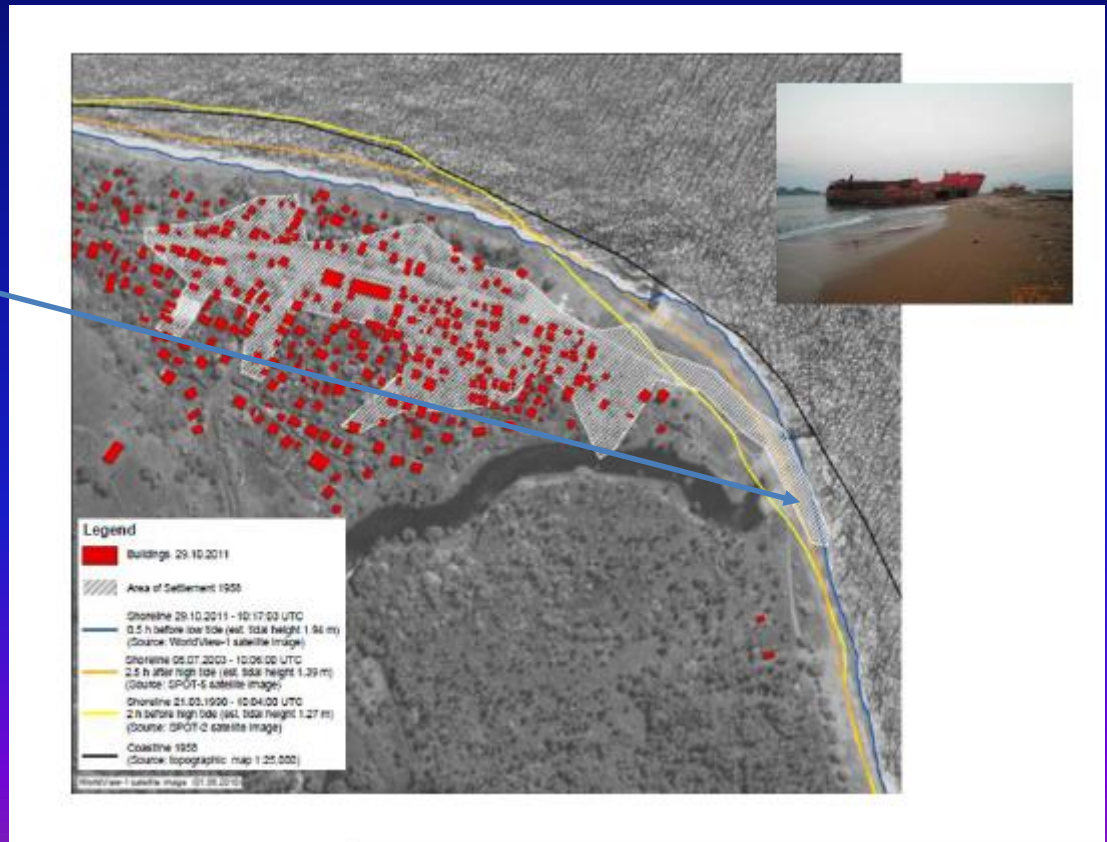 Legend
Buildings 29.10.2011
Area of Settlement 1958
Shoreline 29.10.2011 - 10:17:03 UTC
0.5 h before low tide (est. tidal height 1.94 m)
(Source: WorldView-1 satellite image)
Shoreline 05.07.2003 - 10:06:00 UTC
2.5 h after high tide (est. tidal height 1.39 m)
(Source: SPOT-5 satellite image)
Shoreline 21.03.1990 - 10:04:00 UTC
2 h before high tide (est. tidal height 1.27 m)
(Source: SPOT-2 satellite image)
Coastline 1958
(Source: topographic map 1:25,000)
WorldView-1 satellite image